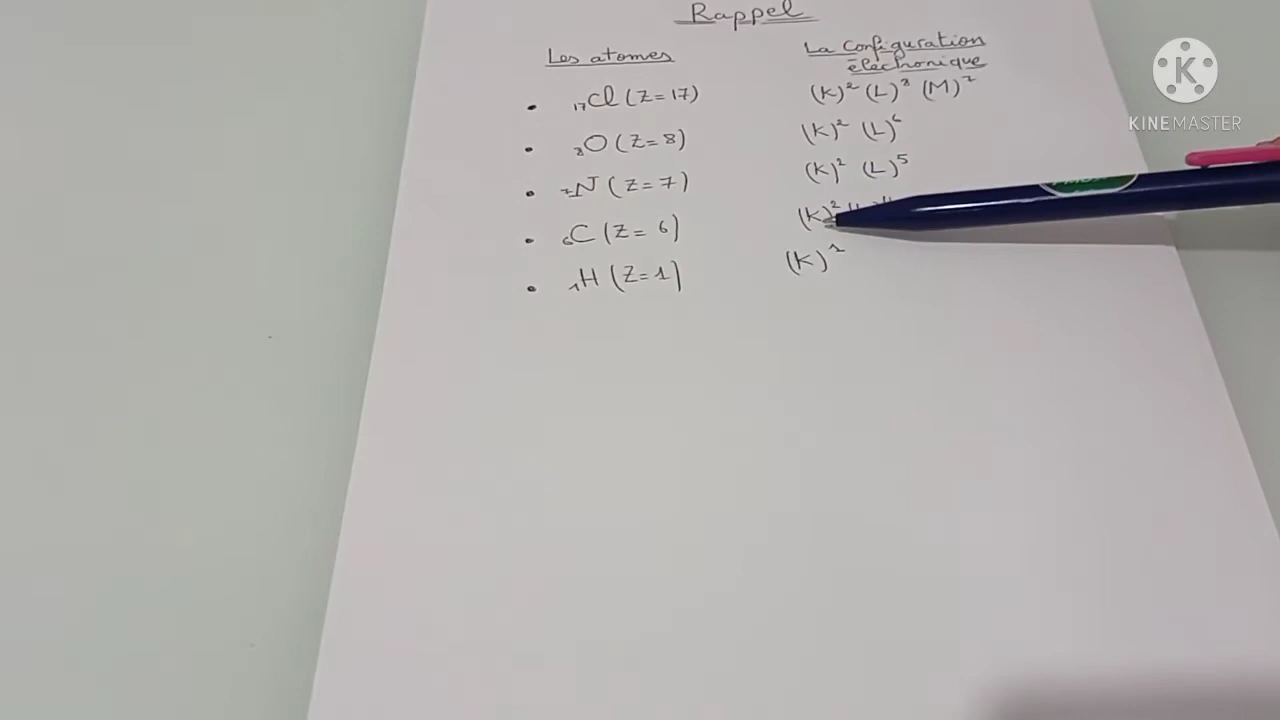 Rappel
Les atomes
La configuration
électronique
• ₁₇Cl (Z=17) (K)² (L)⁸ (M)⁷
• ₈O (Z=8) (K)² (L)⁶
• ₇N (Z=7) (K)² (L)⁵
• ₆C (Z=6) (K)²
• ₁H (Z=1) (K)¹
K
KINEMASTER